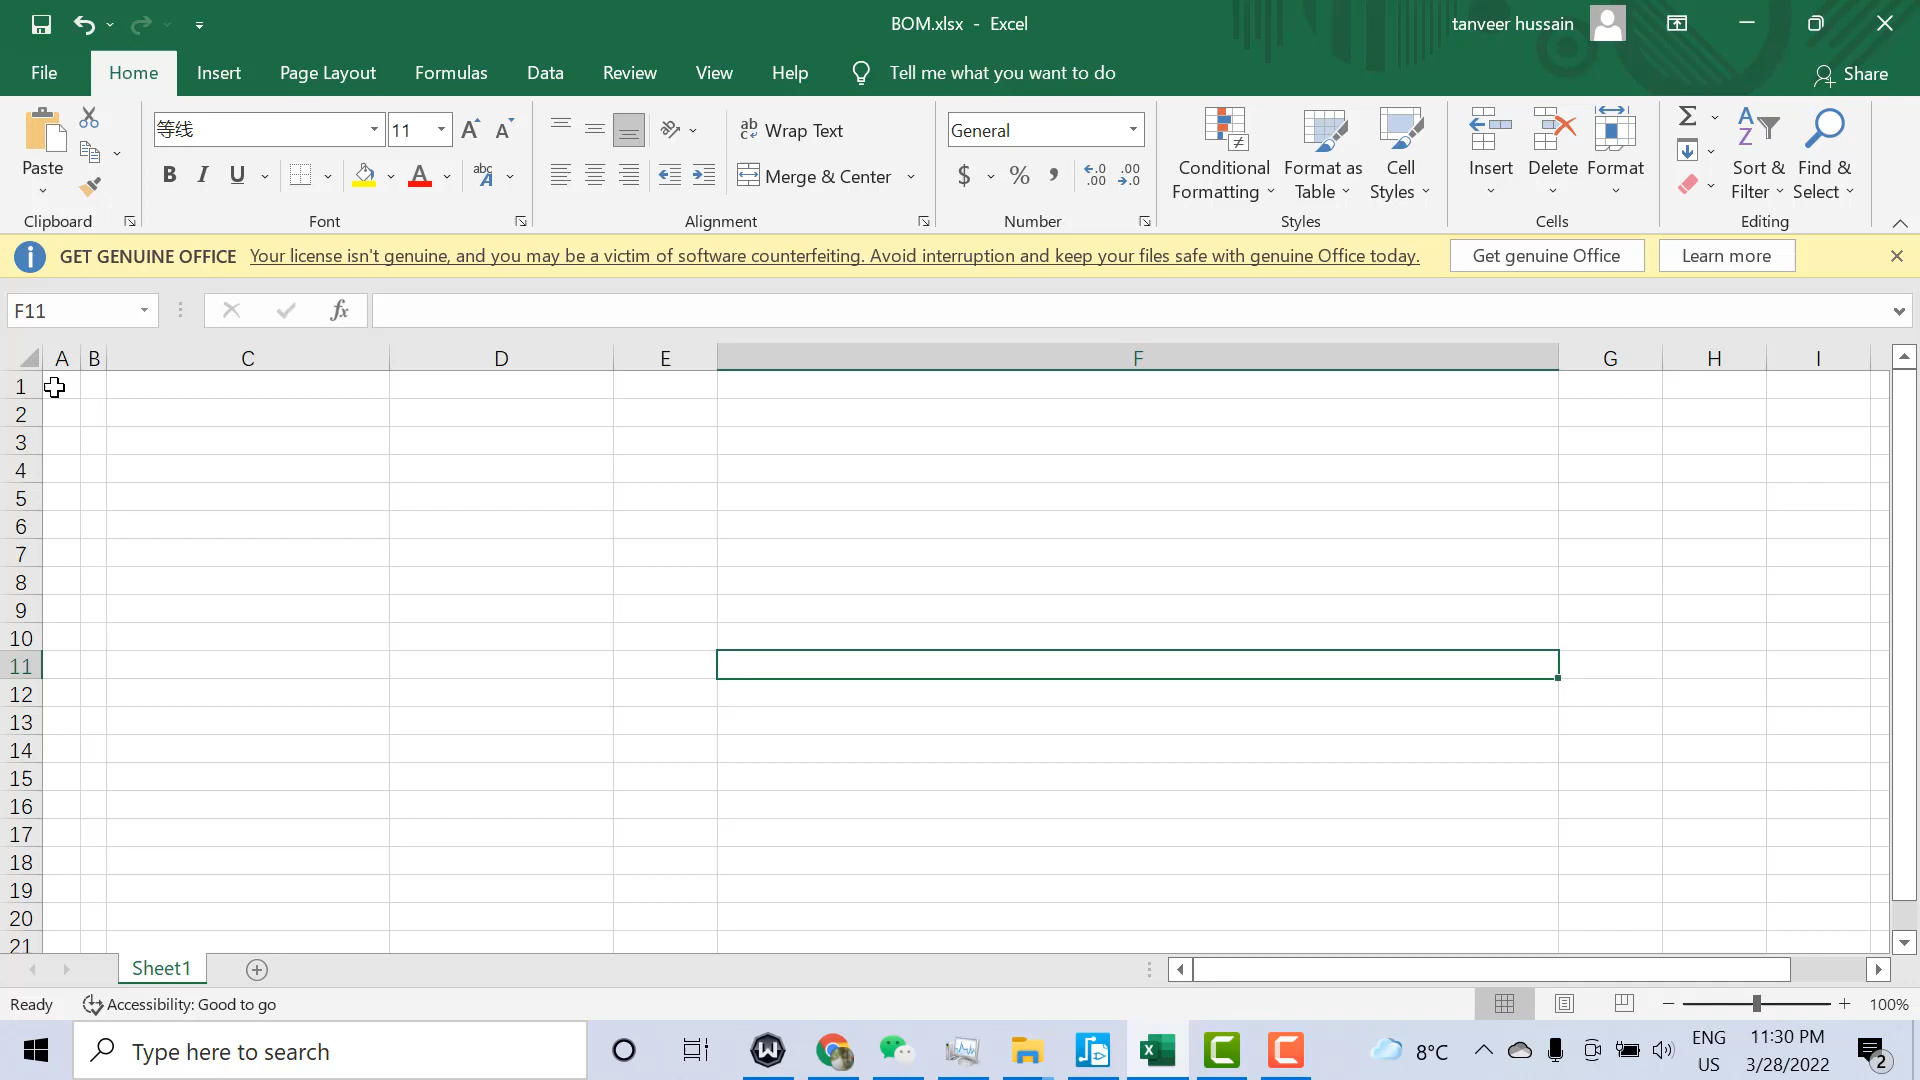 BOM.xlsx - Excel
tanveer hussain
File Home Insert Page Layout Formulas Data Review View Help Tell me what you want to do Share
Paste
Clipboard
等线 11
B I U
Font
Wrap Text
Merge & Center
Alignment
General
$ % ,
Number
Conditional Formatting
Format as Table
Cell Styles
Styles
Insert Delete Format
Cells
Sort & Filter
Find & Select
Editing
GET GENUINE OFFICE Your license isn't genuine, and you may be a victim of software counterfeiting. Avoid interruption and keep your files safe with genuine Office today. Get genuine Office Learn more
F11 fx
A B C D E F G H I
1
2
3
4
5
6
7
8
9
10
11
12
13
14
15
16
17
18
19
20
21
Sheet1
Ready Accessibility: Good to go 100%
Type here to search
8°C
ENG
US
11:30 PM
3/28/2022
2